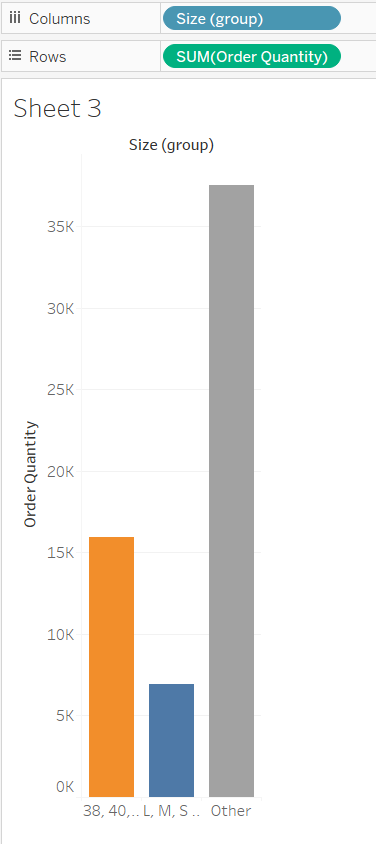 Columns Size (group)
Rows SUM(Order Quantity)
Sheet 3
Size (group)
35K
30K
25K
20K
15K
10K
5K
0K
Order Quantity
38, 40,.. L, M, S .. Other